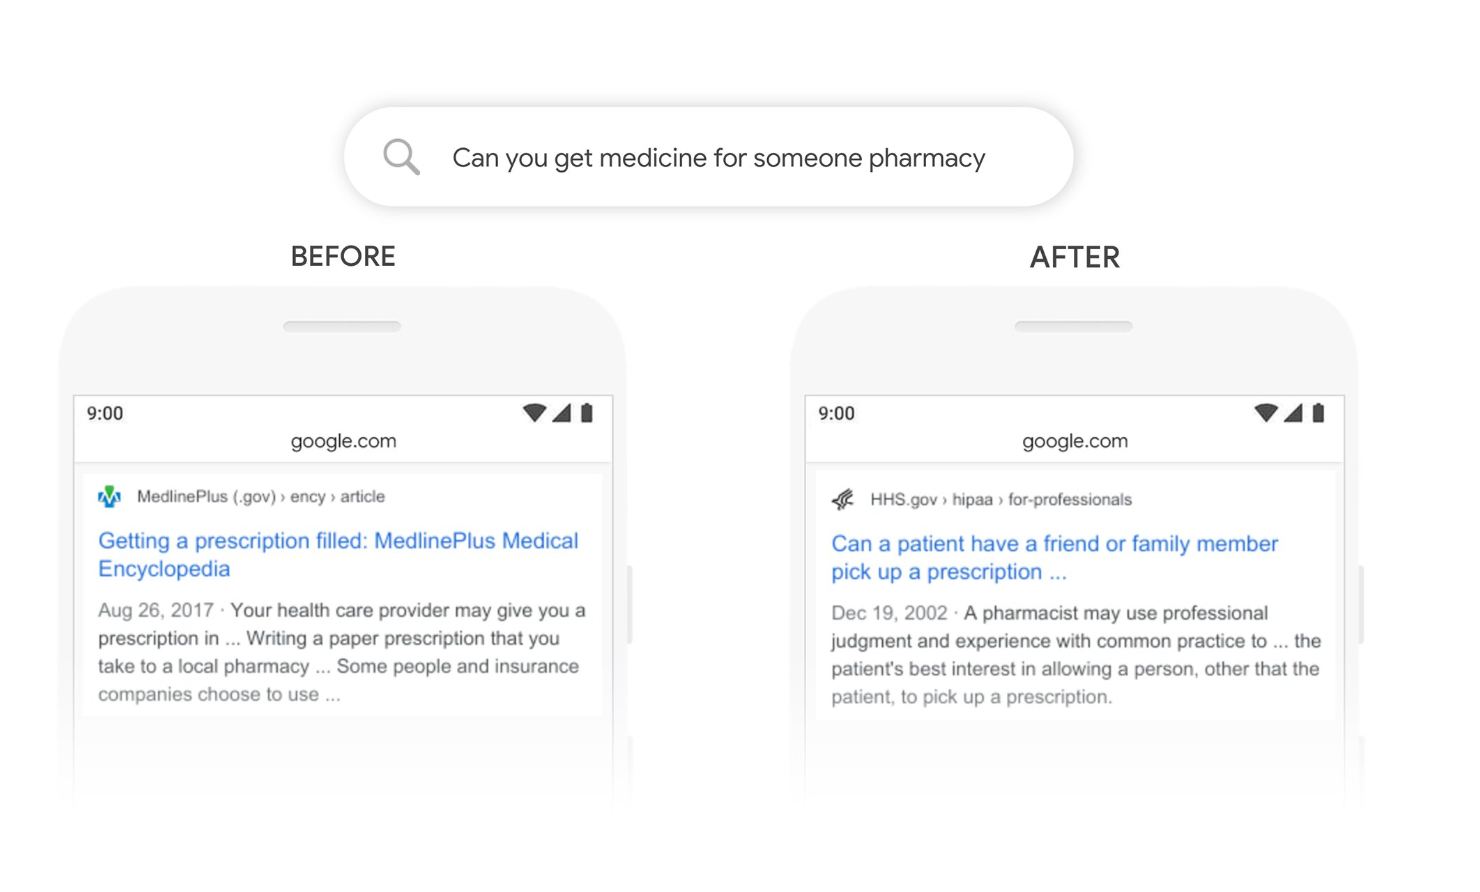 Can you get medicine for someone pharmacy
BEFORE
9:00
google.com
MedlinePlus (.gov) › ency › article
Getting a prescription filled: MedlinePlus Medical
Encyclopedia
Aug 26, 2017 · Your health care provider may give you a
prescription in ... Writing a paper prescription that you
take to a local pharmacy ... Some people and insurance
companies choose to use ...
AFTER
9:00
google.com
HHS.gov › hipaa › for-professionals
Can a patient have a friend or family member
pick up a prescription ...
Dec 19, 2002 · A pharmacist may use professional
judgment and experience with common practice to ... the
patient's best interest in allowing a person, other that the
patient, to pick up a prescription.